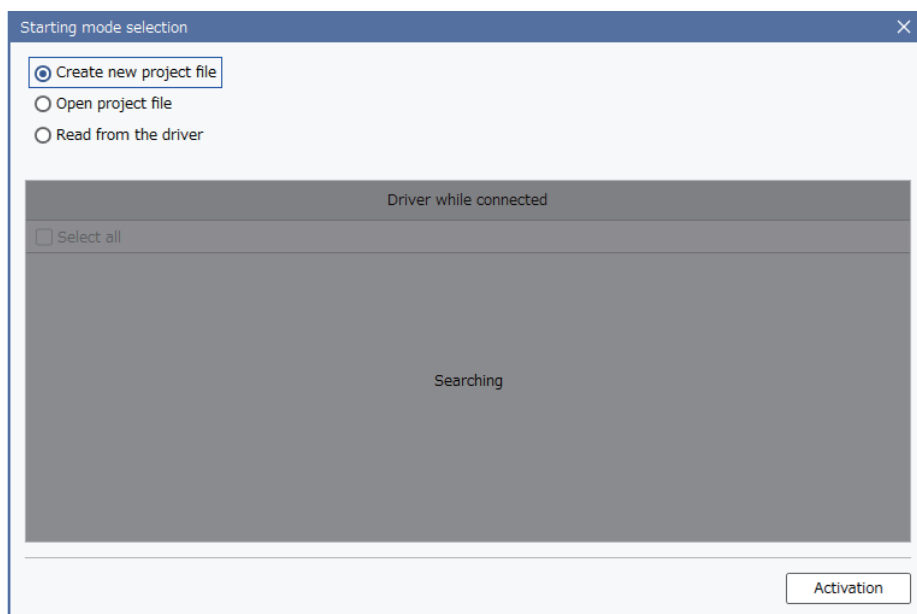 Starting mode selection
Create new project file
Open project file
Read from the driver
Driver while connected
Select all
Searching
Activation